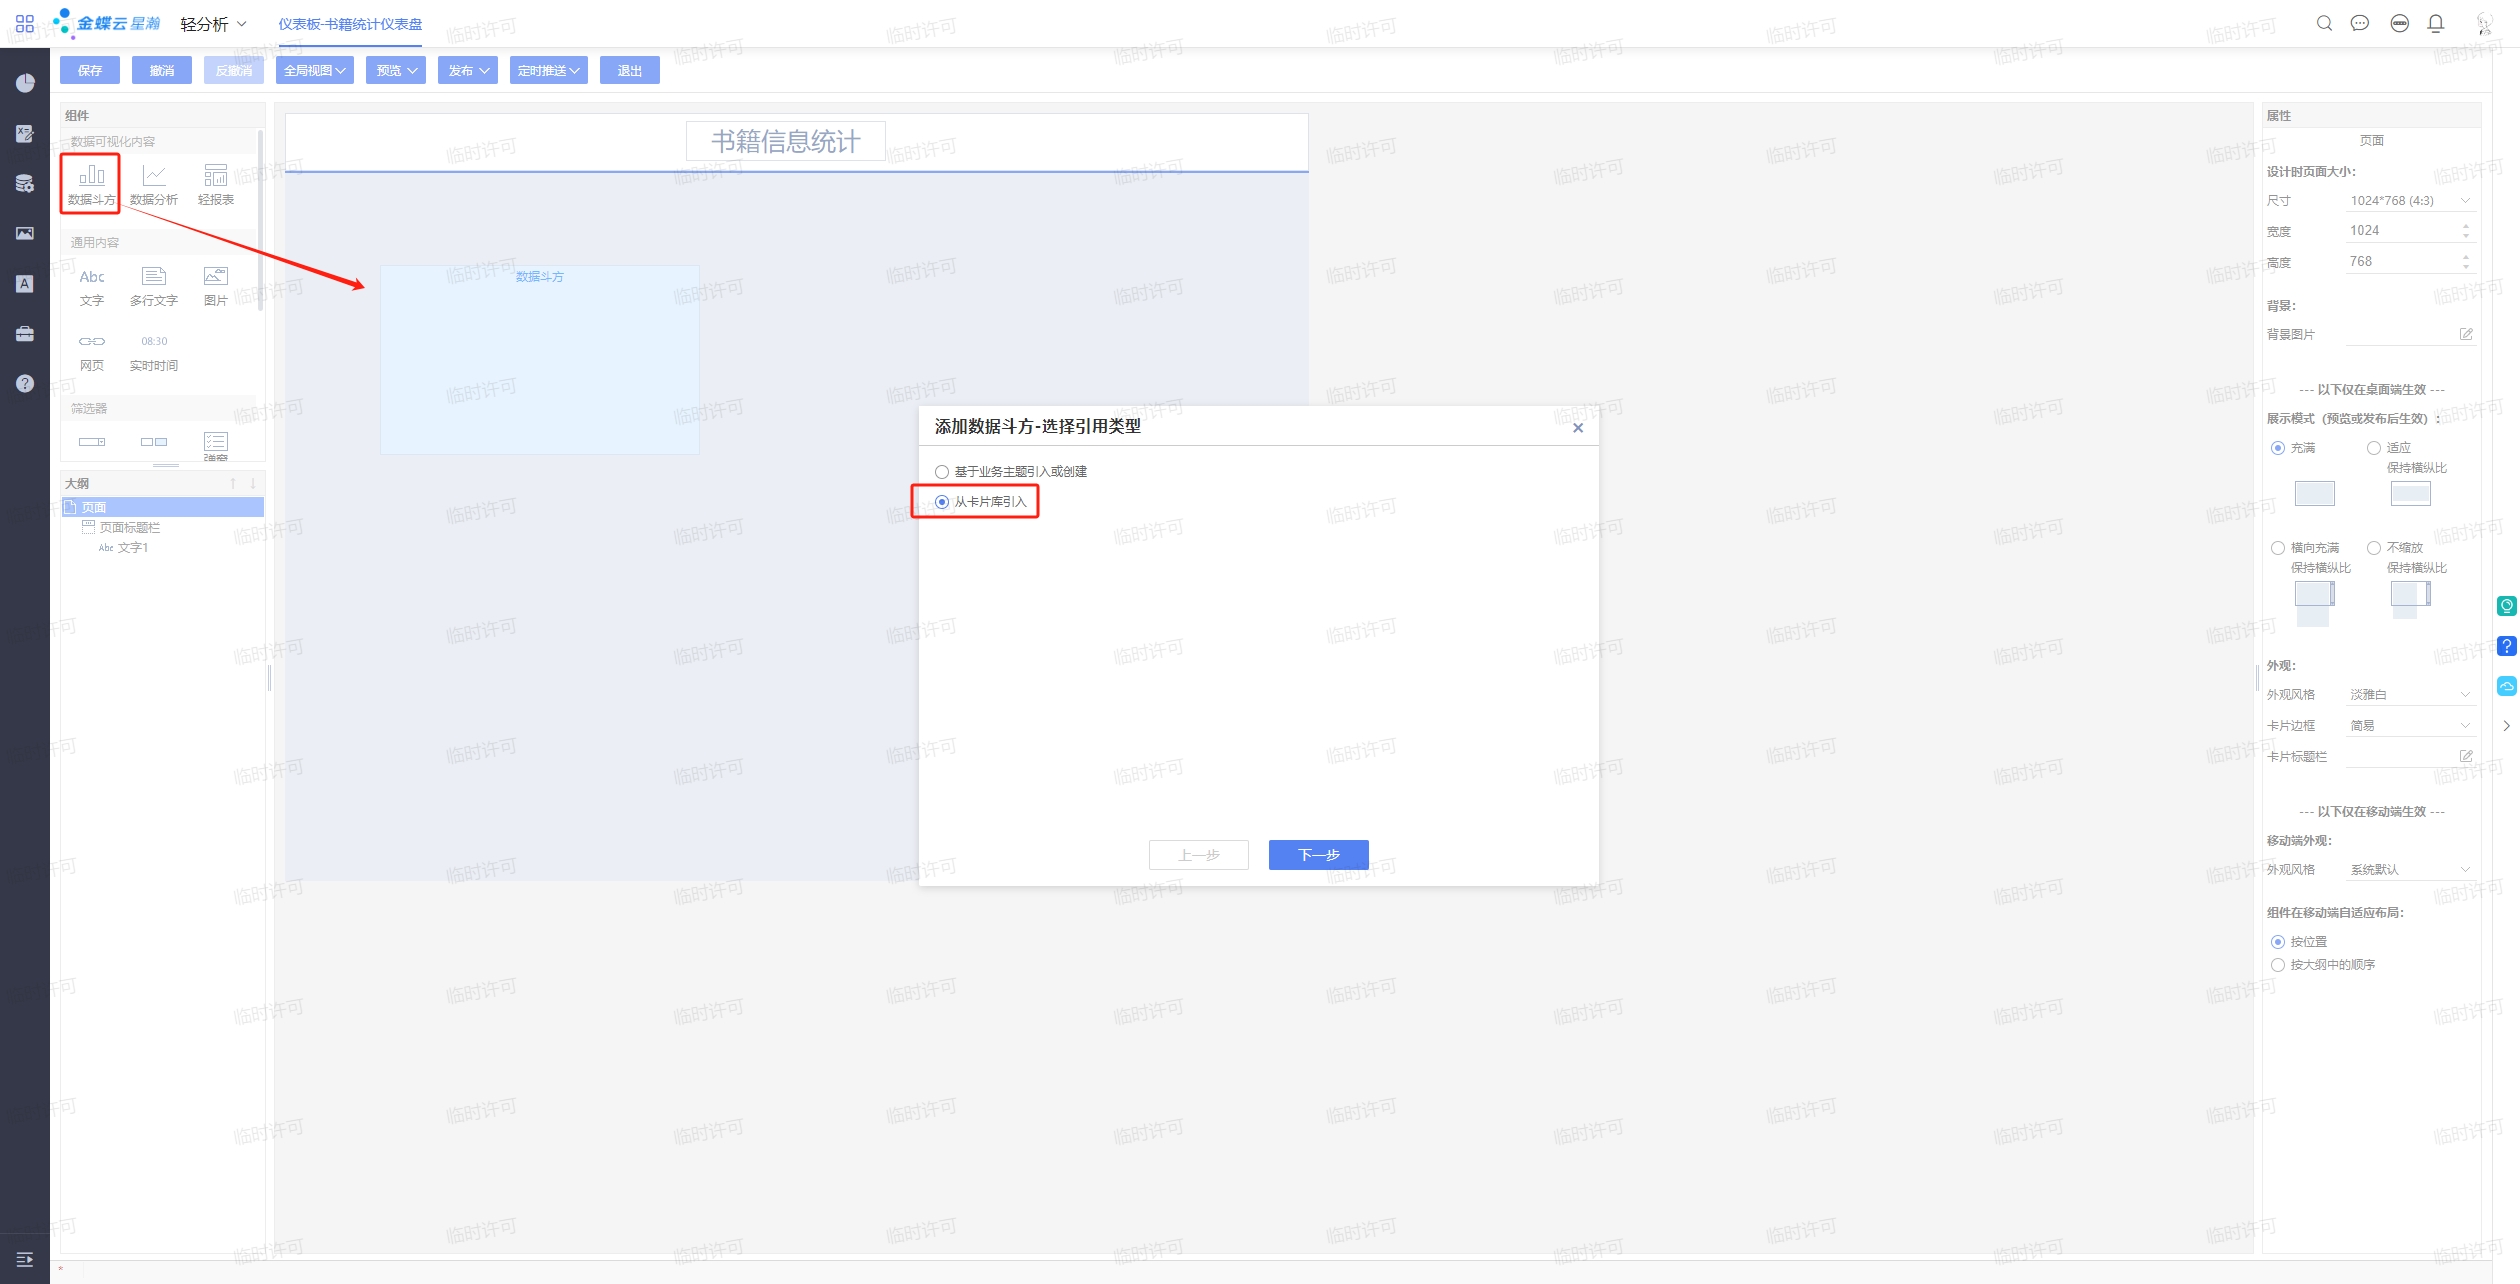 金蝶云 星瀚
轻分析
仪表板-书籍统计仪表盘
保存
撤消
反撤消
全局视图
预览
发布
定时推送
退出
组件
数据可视化内容
数据斗方
数据分析
轻报表
通用内容
Abc
文字
多行文字
图片
网页
08:30
实时时间
筛选器
弹窗
大纲
页面
页面标题栏
Abc 文字1
书籍信息统计
数据斗方
添加数据斗方-选择引用类型
基于业务主题引入或创建
从卡片库引入
上一步
下一步
属性
页面
设计时页面大小:
尺寸
1024*768 (4:3)
宽度
1024
高度
768
背景:
背景图片
--- 以下仅在桌面端生效 ---
展示模式（预览或发布后生效）:
充满
适应
保持横纵比
横向充满
不缩放
保持横纵比
保持横纵比
外观:
外观风格
淡雅白
卡片边框
简易
卡片标题栏
--- 以下仅在移动端生效 ---
移动端外观:
外观风格
系统默认
组件在移动端自适应布局:
按位置
按大纲中的顺序
临时许可